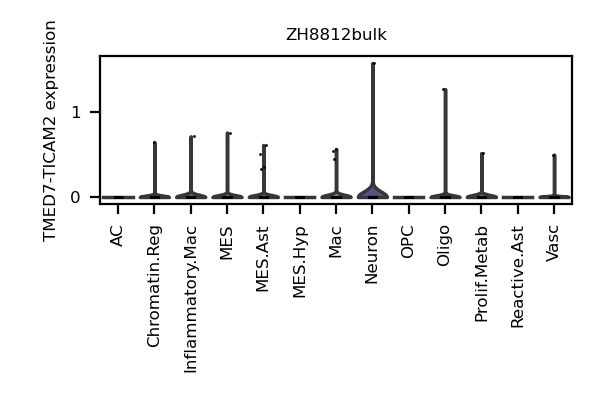 ZH8812bulk
TMED7-TICAM2 expression
1
0
AC
Chromatin.Reg
Inflammatory.Mac
MES
MES.Ast
MES.Hyp
Mac
Neuron
OPC
Oligo
Prolif.Metab
Reactive.Ast
Vasc